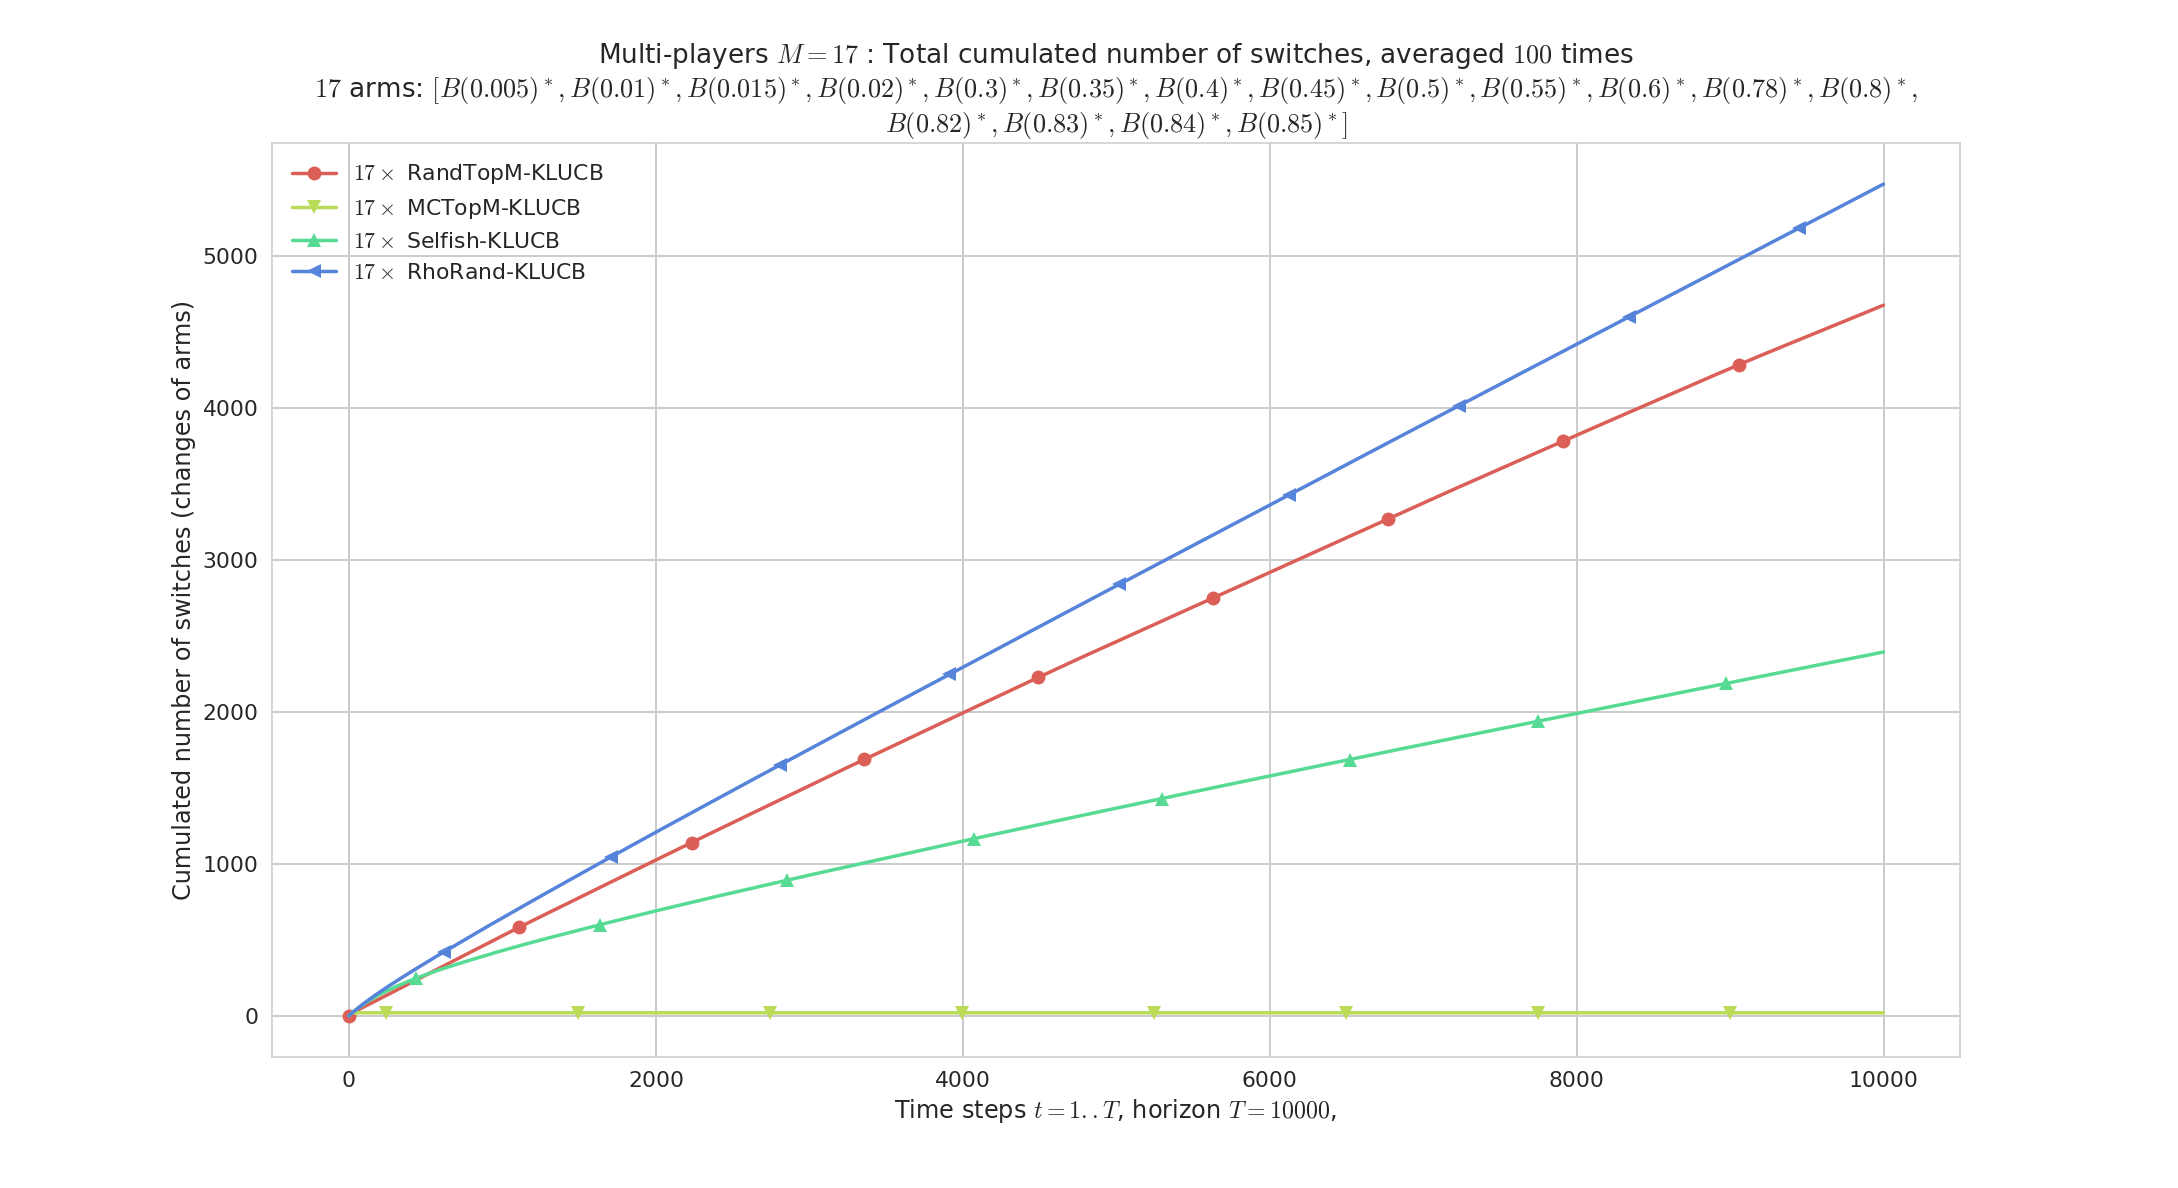 Multi-players M = 17 : Total cumulated number of switches, averaged 100 times
17 arms: [B(0.005)*, B(0.01)*, B(0.015)*, B(0.02)*, B(0.3)*, B(0.35)*, B(0.4)*, B(0.45)*, B(0.5)*, B(0.55)*, B(0.6)*, B(0.78)*, B(0.8)*,
B(0.82)*, B(0.83)*, B(0.84)*, B(0.85)*]
17× RandTopM-KLUCB
17× MCTopM-KLUCB
17× Selfish-KLUCB
17× RhoRand-KLUCB
Cumulated number of switches (changes of arms)
5000
4000
3000
2000
1000
0
0 2000 4000 6000 8000 10000
Time steps t = 1..T, horizon T = 10000,